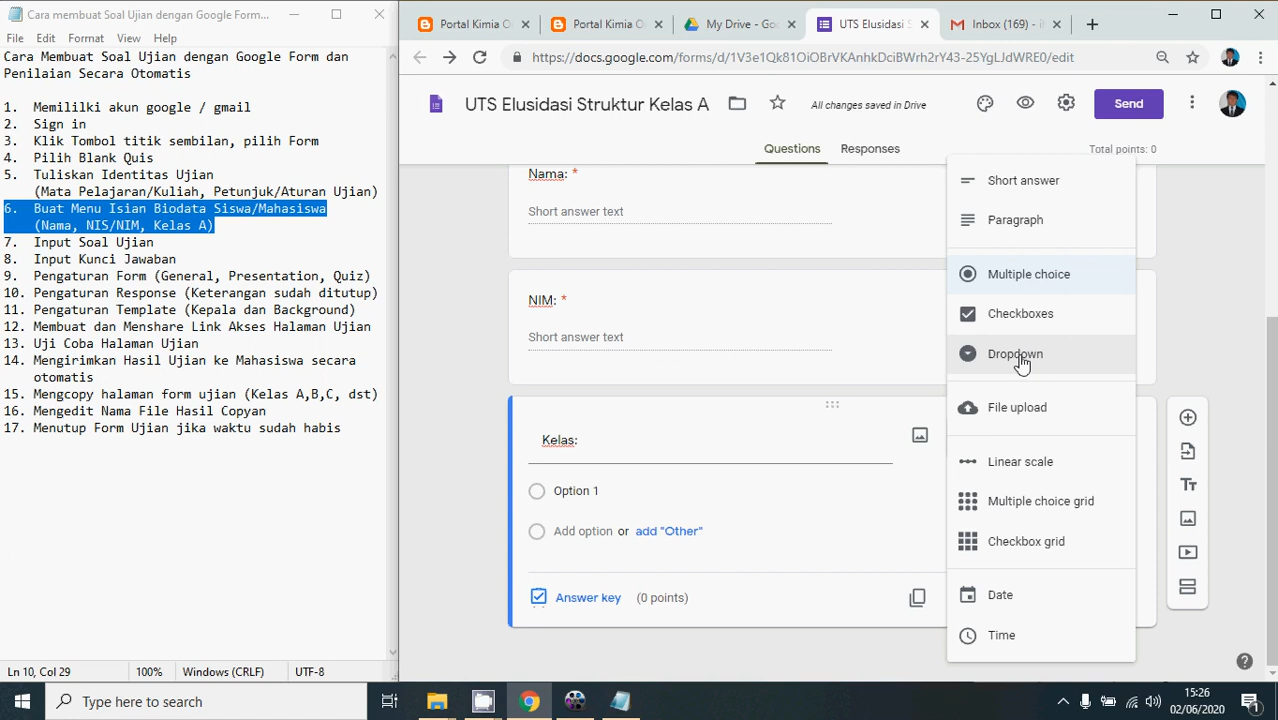 Cara membuat Soal Ujian dengan Google Form...
File Edit Format View Help
Cara Membuat Soal Ujian dengan Google Form dan
Penilaian Secara Otomatis
1. Memililki akun google / gmail
2. Sign in
3. Klik Tombol titik sembilan, pilih Form
4. Pilih Blank Quis
5. Tuliskan Identitas Ujian
(Mata Pelajaran/Kuliah, Petunjuk/Aturan Ujian)
6. Buat Menu Isian Biodata Siswa/Mahasiswa
(Nama, NIS/NIM, Kelas A)
7. Input Soal Ujian
8. Input Kunci Jawaban
9. Pengaturan Form (General, Presentation, Quiz)
10. Pengaturan Response (Keterangan sudah ditutup)
11. Pengaturan Template (Kepala dan Background)
12. Membuat dan Menshare Link Akses Halaman Ujian
13. Uji Coba Halaman Ujian
14. Mengirimkan Hasil Ujian ke Mahasiswa secara
otomatis
15. Mengcopy halaman form ujian (Kelas A,B,C, dst)
16. Mengedit Nama File Hasil Copyan
17. Menutup Form Ujian jika waktu sudah habis
Ln 10, Col 29 100% Windows (CRLF) UTF-8
Portal Kimia O Portal Kimia O My Drive - Goo UTS Elusidasi S Inbox (169) - i
https://docs.google.com/forms/d/1V3e1Qk81OiOBrVKAnhkDciBWrh2rY43-25YgLJdWRE0/edit
UTS Elusidasi Struktur Kelas A All changes saved in Drive Send
Questions Responses Total points: 0
Nama: *
Short answer text
NIM: *
Short answer text
Kelas:
Option 1
Add option or add "Other"
Answer key (0 points)
Short answer
Paragraph
Multiple choice
Checkboxes
Dropdown
File upload
Linear scale
Multiple choice grid
Checkbox grid
Date
Time
Type here to search
15:26
02/06/2020
1